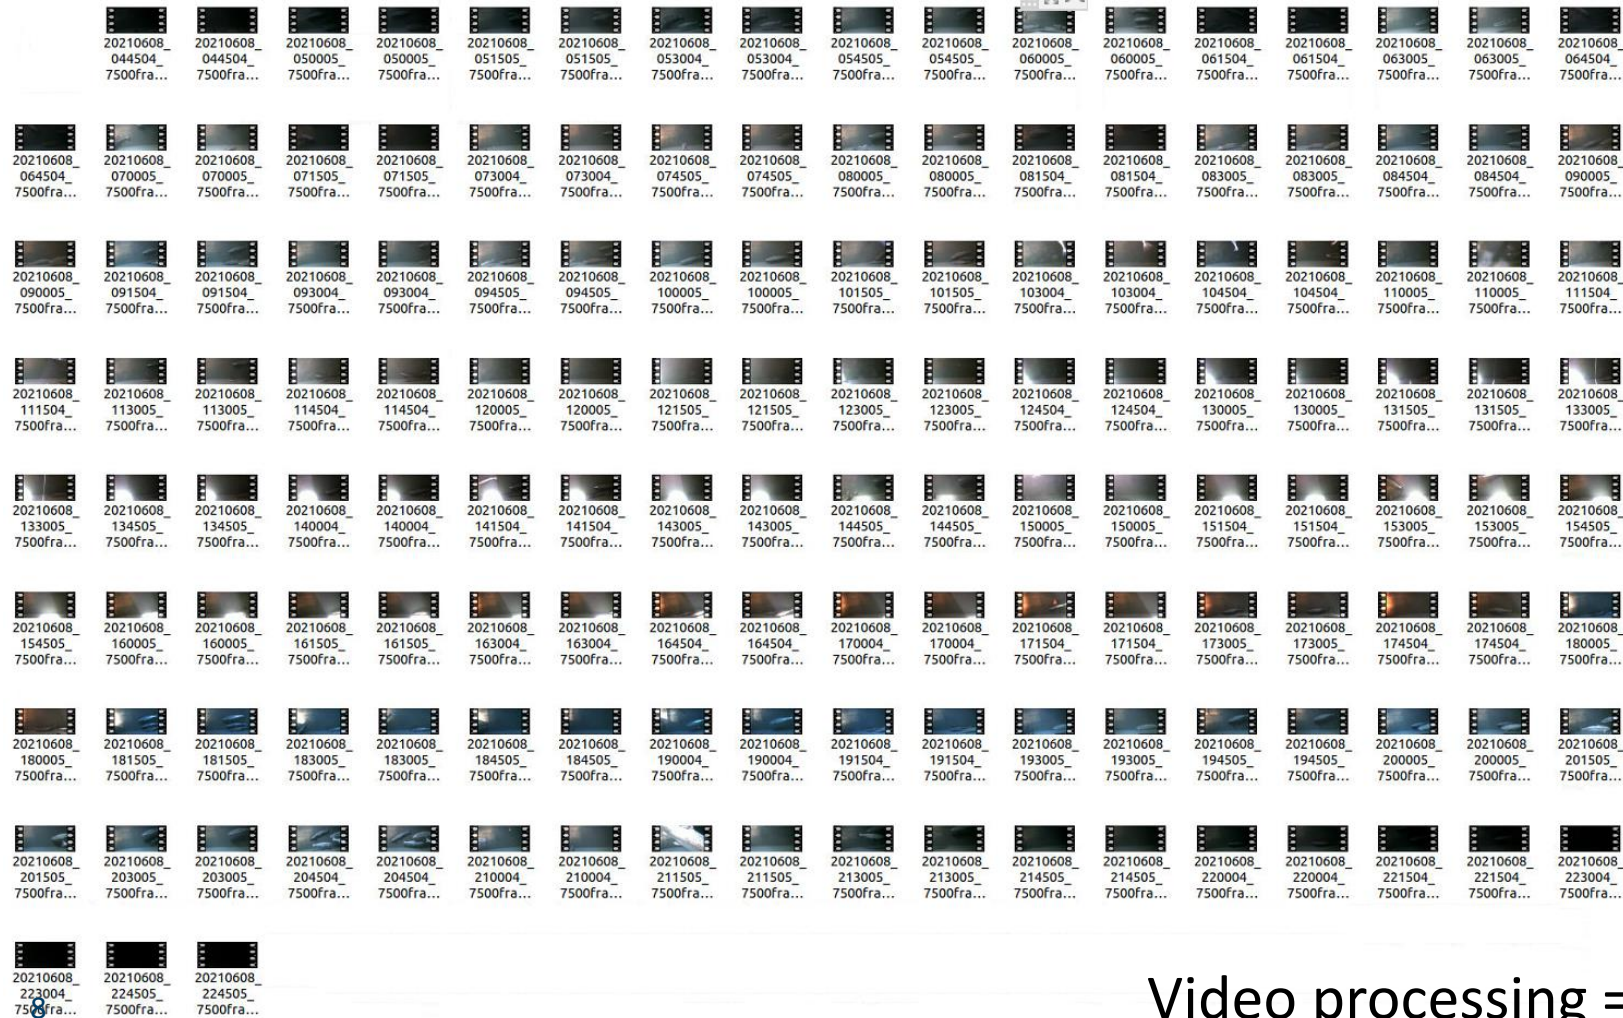 20210608_ 20210608_ 20210608_ 20210608_ 20210608_ 20210608_ 20210608_ 20210608_ 20210608_ 20210608_ 20210608_ 20210608_ 20210608_ 20210608_ 20210608_ 20210608_ 20210608_
044504_ 044504_ 050005_ 050005_ 051505_ 051505_ 053004_ 053004_ 054505_ 054505_ 060005_ 060005_ 061504_ 061504_ 063005_ 063005_ 064504_
7500fra... 7500fra... 7500fra... 7500fra... 7500fra... 7500fra... 7500fra... 7500fra... 7500fra... 7500fra... 7500fra... 7500fra... 7500fra... 7500fra... 7500fra... 7500fra... 7500fra...
20210608_ 20210608_ 20210608_ 20210608_ 20210608_ 20210608_ 20210608_ 20210608_ 20210608_ 20210608_ 20210608_ 20210608_ 20210608_ 20210608_ 20210608_ 20210608_ 20210608_ 20210608_
064504_ 070005_ 070005_ 071505_ 071505_ 073004_ 073004_ 074505_ 074505_ 080005_ 080005_ 081504_ 081504_ 083005_ 083005_ 084504_ 084504_ 090005_
7500fra... 7500fra... 7500fra... 7500fra... 7500fra... 7500fra... 7500fra... 7500fra... 7500fra... 7500fra... 7500fra... 7500fra... 7500fra... 7500fra... 7500fra... 7500fra... 7500fra... 7500fra...
20210608_ 20210608_ 20210608_ 20210608_ 20210608_ 20210608_ 20210608_ 20210608_ 20210608_ 20210608_ 20210608_ 20210608_ 20210608_ 20210608_ 20210608_ 20210608_ 20210608_ 20210608_
090005_ 091504_ 091504_ 093004_ 093004_ 094505_ 094505_ 100005_ 100005_ 101505_ 101505_ 103004_ 103004_ 104504_ 104504_ 110005_ 110005_ 111504_
7500fra... 7500fra... 7500fra... 7500fra... 7500fra... 7500fra... 7500fra... 7500fra... 7500fra... 7500fra... 7500fra... 7500fra... 7500fra... 7500fra... 7500fra... 7500fra... 7500fra... 7500fra...
20210608_ 20210608_ 20210608_ 20210608_ 20210608_ 20210608_ 20210608_ 20210608_ 20210608_ 20210608_ 20210608_ 20210608_ 20210608_ 20210608_ 20210608_ 20210608_ 20210608_ 20210608_
111504_ 113005_ 113005_ 114504_ 114504_ 120005_ 120005_ 121505_ 121505_ 123005_ 123005_ 124504_ 124504_ 130005_ 130005_ 131505_ 131505_ 133005_
7500fra... 7500fra... 7500fra... 7500fra... 7500fra... 7500fra... 7500fra... 7500fra... 7500fra... 7500fra... 7500fra... 7500fra... 7500fra... 7500fra... 7500fra... 7500fra... 7500fra... 7500fra...
20210608_ 20210608_ 20210608_ 20210608_ 20210608_ 20210608_ 20210608_ 20210608_ 20210608_ 20210608_ 20210608_ 20210608_ 20210608_ 20210608_ 20210608_ 20210608_ 20210608_ 20210608_
133005_ 134505_ 134505_ 140004_ 140004_ 141504_ 141504_ 143005_ 143005_ 144505_ 144505_ 150005_ 150005_ 151504_ 151504_ 153005_ 153005_ 154505_
7500fra... 7500fra... 7500fra... 7500fra... 7500fra... 7500fra... 7500fra... 7500fra... 7500fra... 7500fra... 7500fra... 7500fra... 7500fra... 7500fra... 7500fra... 7500fra... 7500fra... 7500fra...
20210608_ 20210608_ 20210608_ 20210608_ 20210608_ 20210608_ 20210608_ 20210608_ 20210608_ 20210608_ 20210608_ 20210608_ 20210608_ 20210608_ 20210608_ 20210608_ 20210608_ 20210608_
154505_ 160005_ 160005_ 161505_ 161505_ 163004_ 163004_ 164504_ 164504_ 170004_ 170004_ 171504_ 171504_ 173005_ 173005_ 174504_ 174504_ 180005_
7500fra... 7500fra... 7500fra... 7500fra... 7500fra... 7500fra... 7500fra... 7500fra... 7500fra... 7500fra... 7500fra... 7500fra... 7500fra... 7500fra... 7500fra... 7500fra... 7500fra... 7500fra...
20210608_ 20210608_ 20210608_ 20210608_ 20210608_ 20210608_ 20210608_ 20210608_ 20210608_ 20210608_ 20210608_ 20210608_ 20210608_ 20210608_ 20210608_ 20210608_ 20210608_ 20210608_
180005_ 181505_ 181505_ 183005_ 183005_ 184505_ 184505_ 190004_ 190004_ 191504_ 191504_ 193005_ 193005_ 194505_ 194505_ 200005_ 200005_ 201505_
7500fra... 7500fra... 7500fra... 7500fra... 7500fra... 7500fra... 7500fra... 7500fra... 7500fra... 7500fra... 7500fra... 7500fra... 7500fra... 7500fra... 7500fra... 7500fra... 7500fra... 7500fra...
20210608_ 20210608_ 20210608_ 20210608_ 20210608_ 20210608_ 20210608_ 20210608_ 20210608_ 20210608_ 20210608_ 20210608_ 20210608_ 20210608_ 20210608_ 20210608_ 20210608_ 20210608_
201505_ 203005_ 203005_ 204504_ 204504_ 210004_ 210004_ 211505_ 211505_ 213005_ 213005_ 214505_ 214505_ 220004_ 220004_ 221504_ 221504_ 223004_
7500fra... 7500fra... 7500fra... 7500fra... 7500fra... 7500fra... 7500fra... 7500fra... 7500fra... 7500fra... 7500fra... 7500fra... 7500fra... 7500fra... 7500fra... 7500fra... 7500fra... 7500fra...
20210608_ 20210608_ 20210608_
223004_ 224505_ 224505_
7500fra... 7500fra... 7500fra...
8
Video processing =